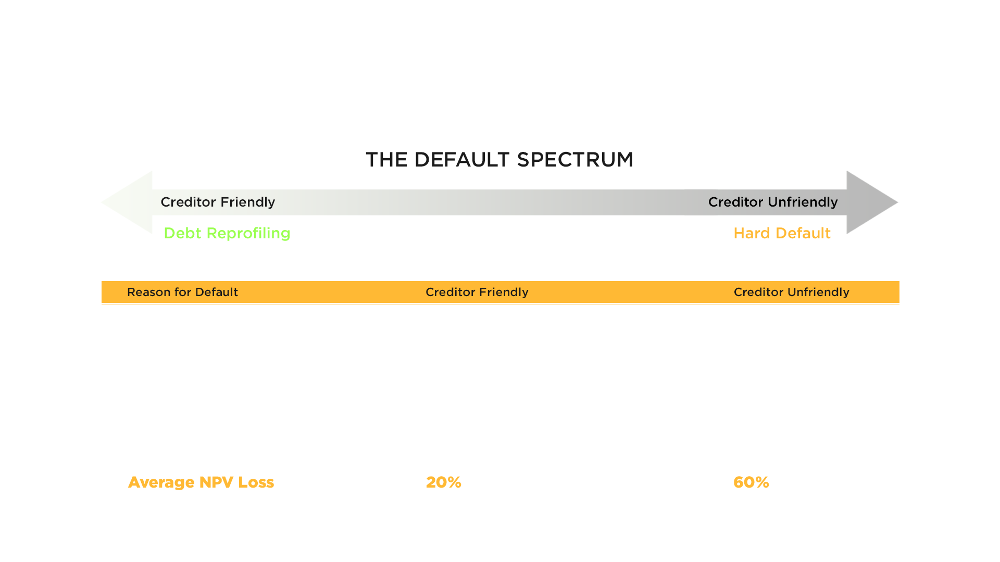 THE DEFAULT SPECTRUM
Creditor Friendly Creditor Unfriendly
Debt Reprofiling Hard Default
Reason for Default Creditor Friendly Creditor Unfriendly
Average NPV Loss 20% 60%